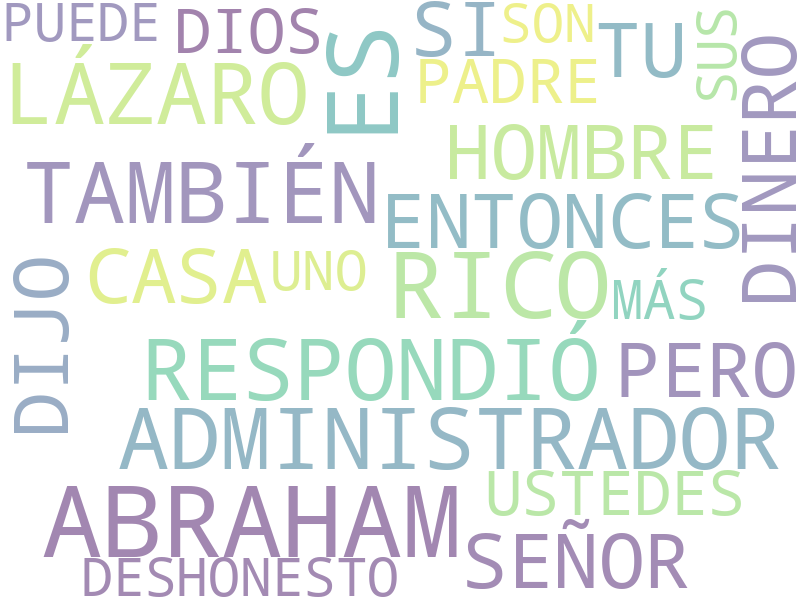 PUEDE
DIOS
ES
SI
SON
TU
SUS
LÁZARO
PADRE
DINERO
HOMBRE
TAMBIÉN
ENTONCES
CASA
UNO
RICO
MÁS
DIJO
RESPONDIÓ
PERO
ADMINISTRADOR
USTEDES
ABRAHAM
SEÑOR
DESHONESTO